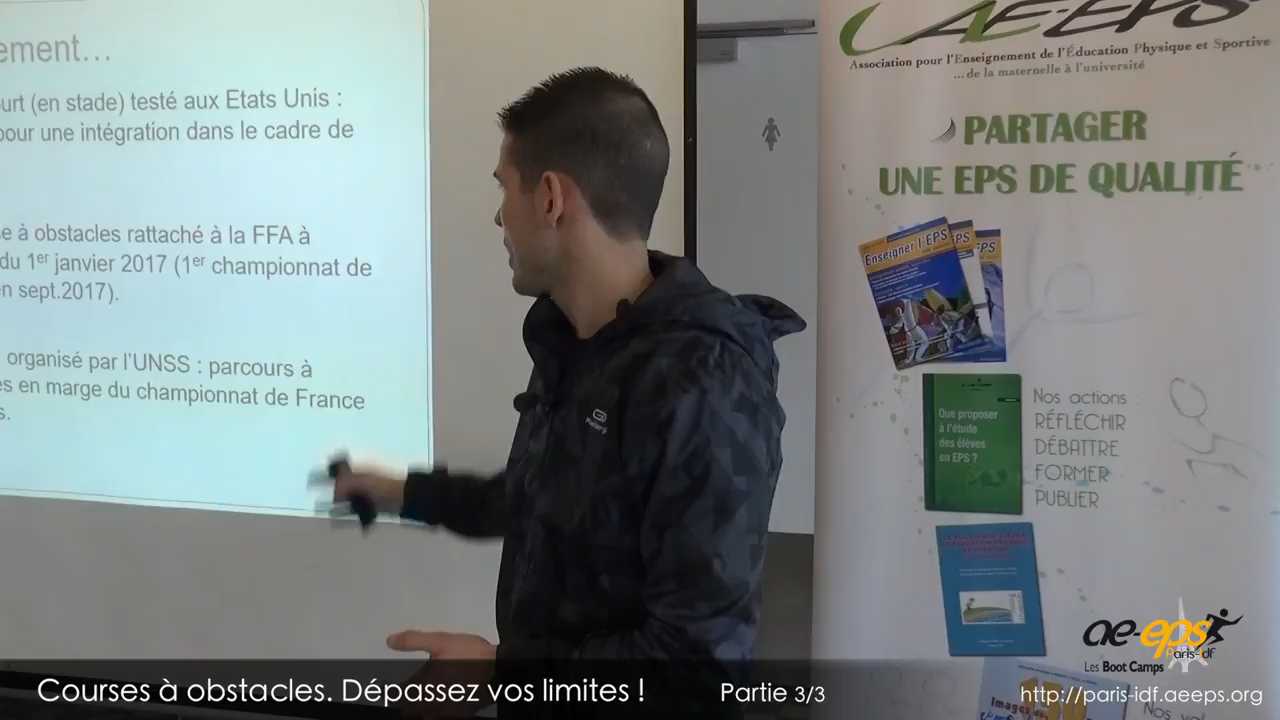 ement...
urt (en stade) testé aux Etats Unis :
pour une intégration dans le cadre de
e à obstacles rattaché à la FFA à
du 1er janvier 2017 (1er championnat de
en sept.2017).
organisé par l'UNSS : parcours à
es en marge du championnat de France
s.
AE-EPS
Association pour l'Enseignement de l'Éducation Physique et Sportive
... de la maternelle à l'université
PARTAGER
UNE EPS DE QUALITÉ
Enseigner l'EPS
EPS
EPS
Que proposer
à l'étude
des élèves
en EPS ?
Nos actions :
RÉFLÉCHIR
DÉBATTRE
FORMER
PUBLIER
ae-eps
Paris-idf
Les Boot Camps
Images
Nos
Courses à obstacles. Dépassez vos limites !
Partie 3/3
http://paris-idf.aeeps.org